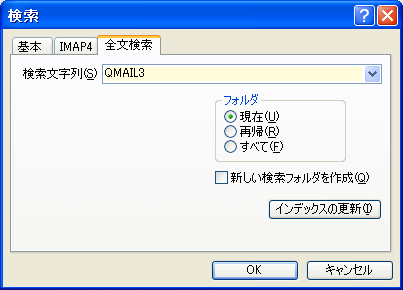 検索
基本
IMAP4
全文検索
検索文字列(S)
QMAIL3
フォルダ
現在(U)
再帰(R)
すべて(F)
新しい検索フォルダを作成(Q)
インデックスの更新(I)
OK
キャンセル